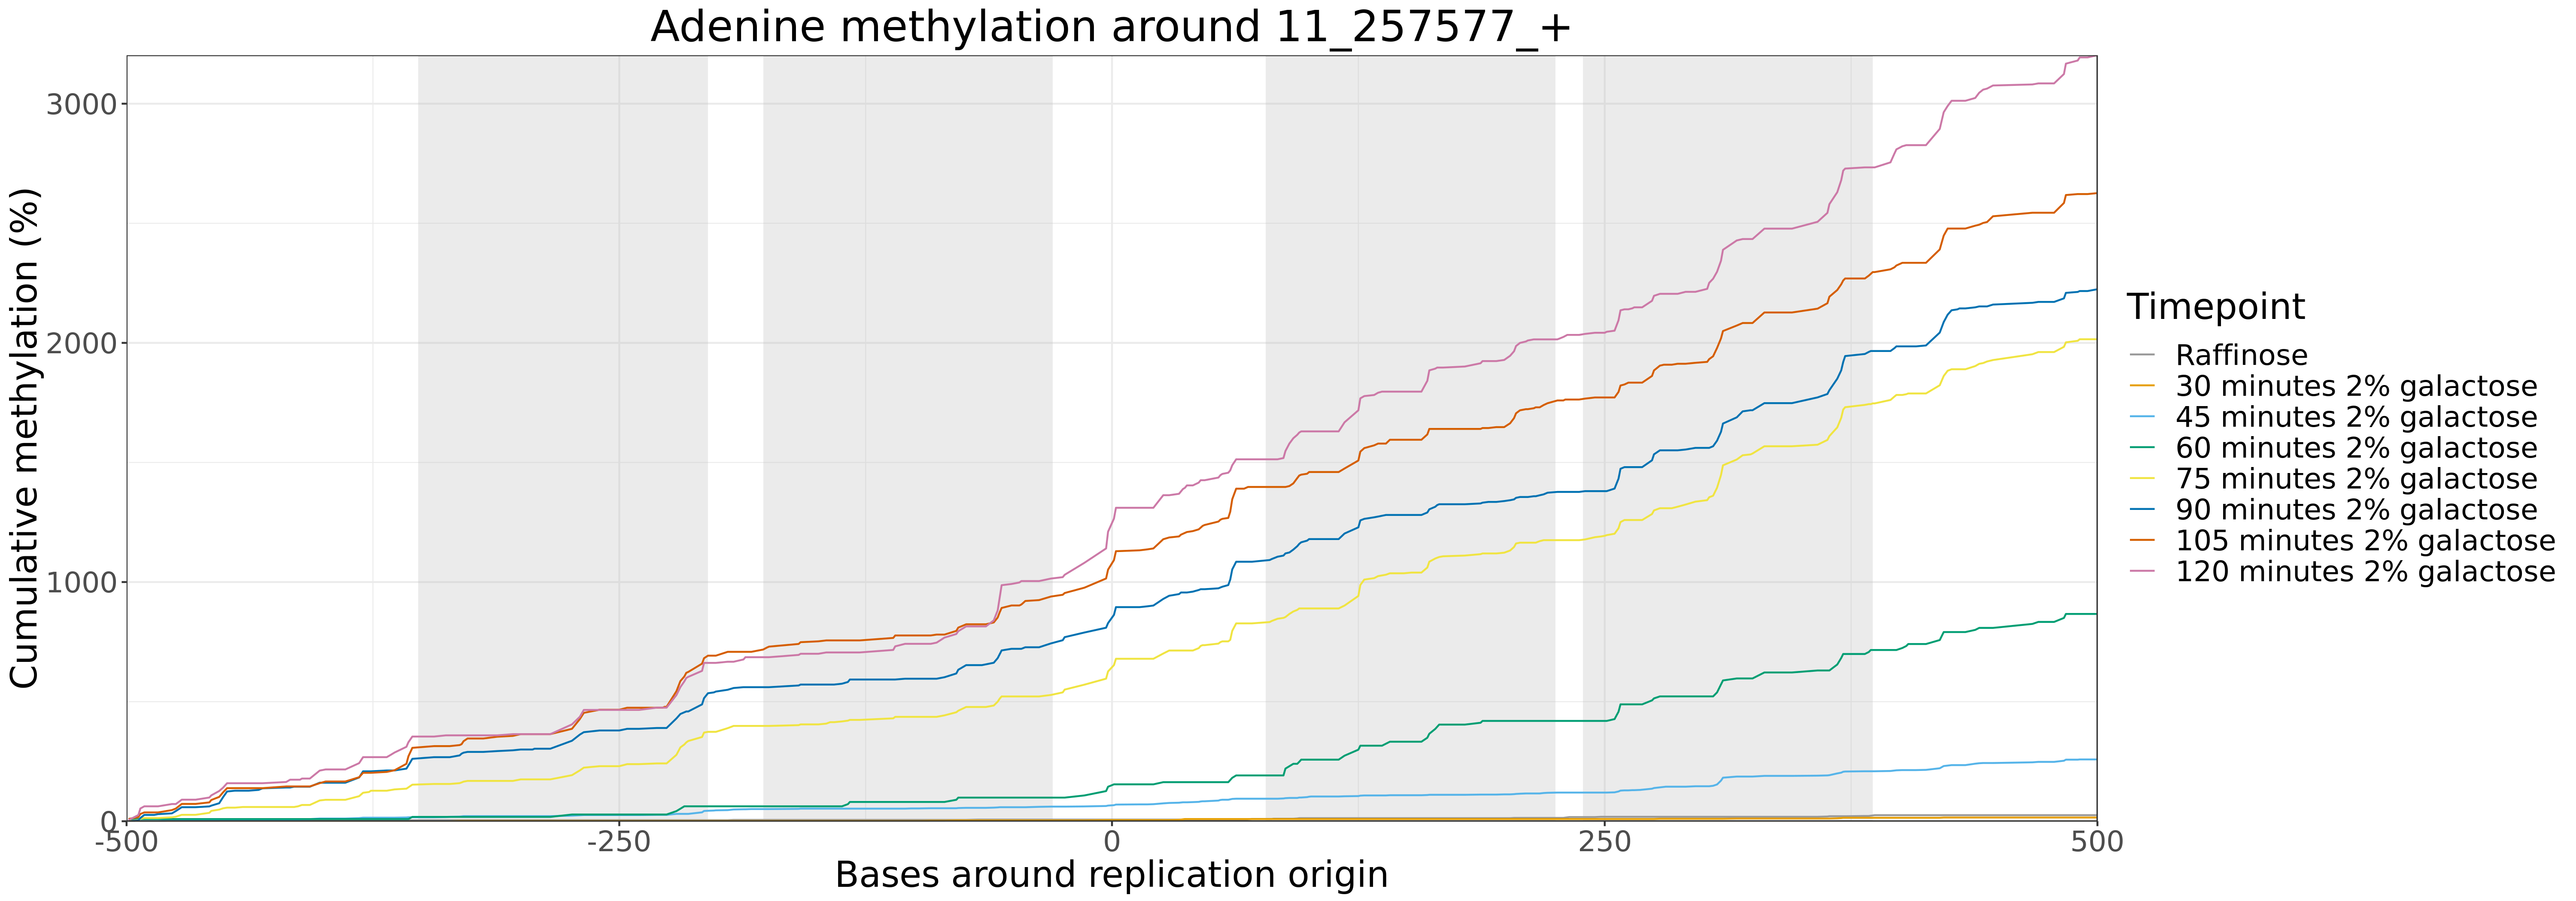 Adenine methylation around 11_257577_+
Cumulative methylation (%)
3000
2000
1000
0
-500
-250
0
250
500
Bases around replication origin
Timepoint
Raffinose
30 minutes 2% galactose
45 minutes 2% galactose
60 minutes 2% galactose
75 minutes 2% galactose
90 minutes 2% galactose
105 minutes 2% galactose
120 minutes 2% galactose